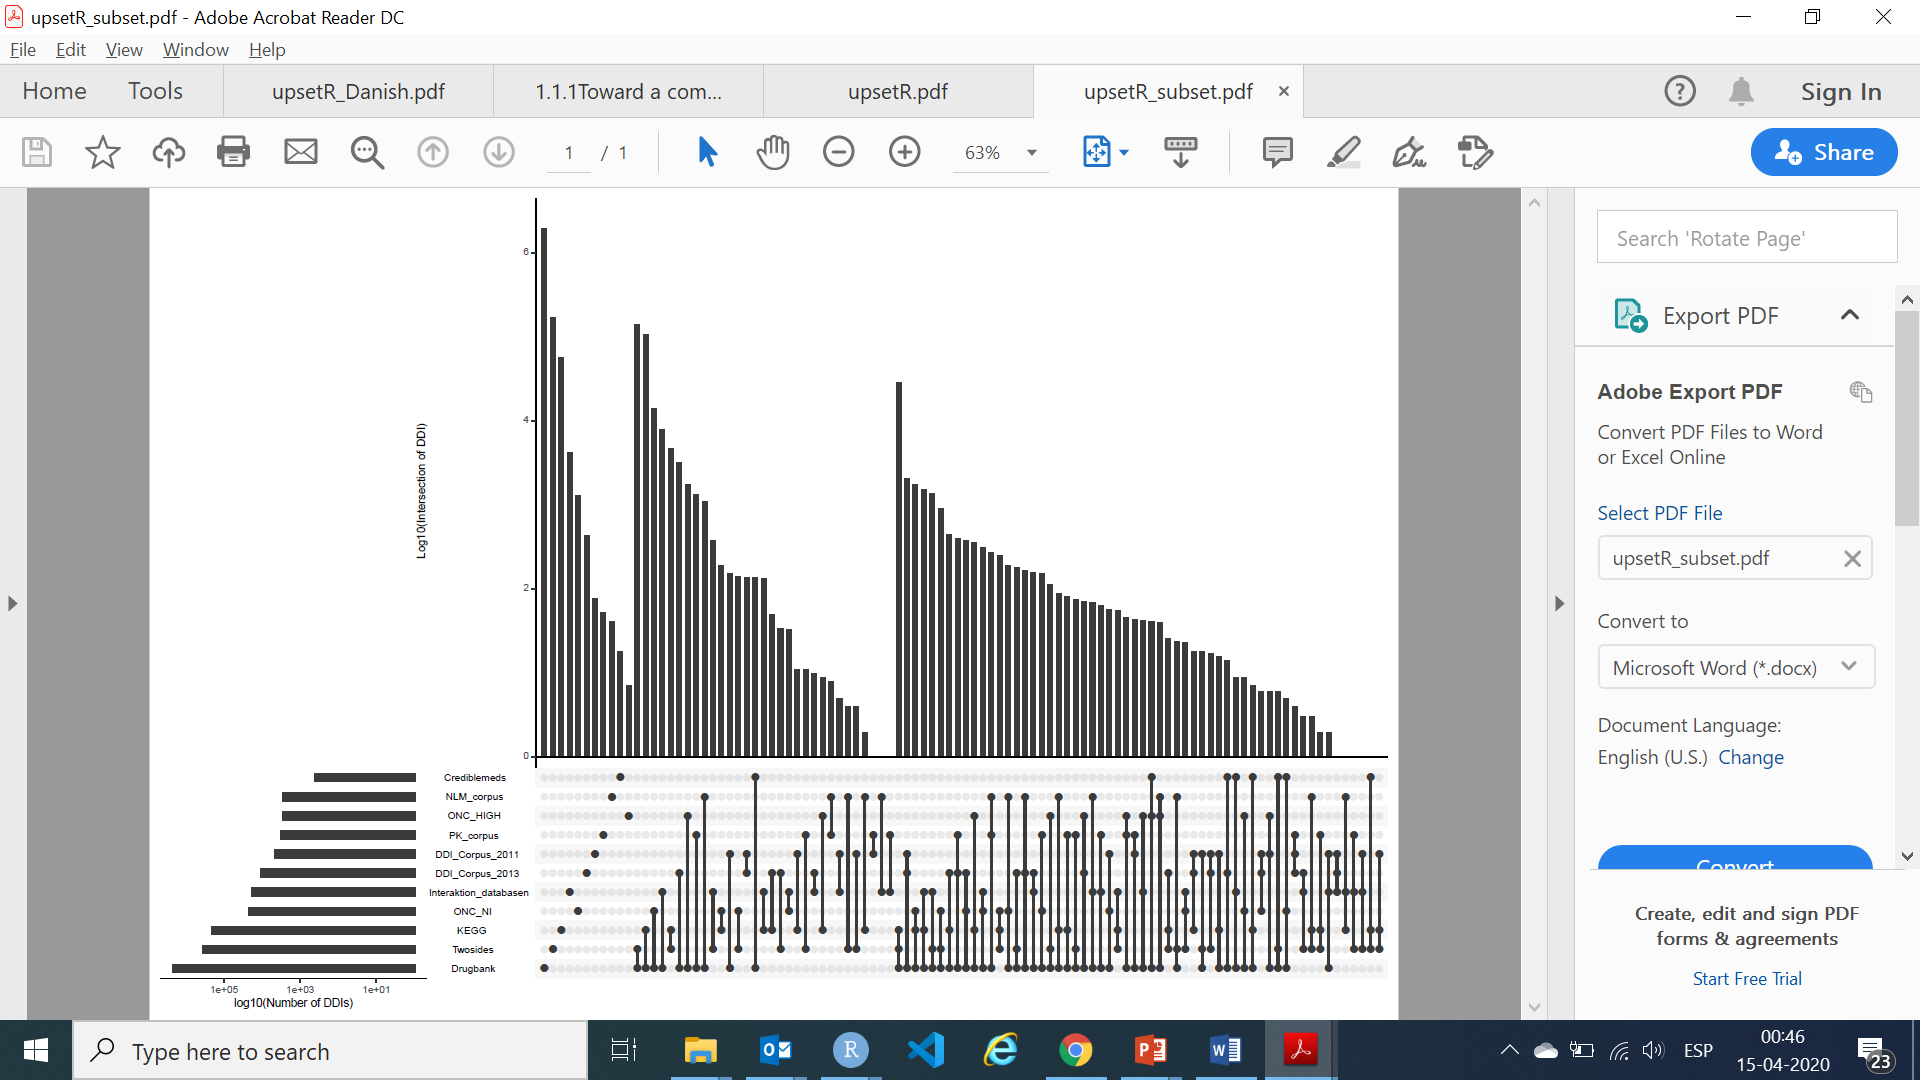 upsetR_subset.pdf - Adobe Acrobat Reader DC
File Edit View Window Help
Home Tools upsetR_Danish.pdf 1.1.1Toward a com... upsetR.pdf upsetR_subset.pdf × Sign In
1 / 1 63% Share
Search 'Rotate Page'
Export PDF
Adobe Export PDF
Convert PDF Files to Word
or Excel Online
Select PDF File
upsetR_subset.pdf
Convert to
Microsoft Word (*.docx)
Document Language:
English (U.S.) Change
Convert
Create, edit and sign PDF
forms & agreements
Start Free Trial
Log10(Intersection of DDI)
6
4
2
0
Crediblemeds
NLM_corpus
ONC_HIGH
PK_corpus
DDI_Corpus_2011
DDI_Corpus_2013
Interaktion_databasen
ONC_NI
KEGG
Twosides
Drugbank
1e+05 1e+03 1e+01
log10(Number of DDIs)
Type here to search
ESP
00:46
15-04-2020
23